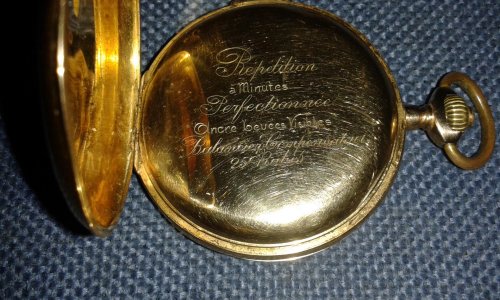 Répétition
à Minutes
Perfectionnée
Ancre Levées Visibles
Balancier Compensateur
25 Rubis